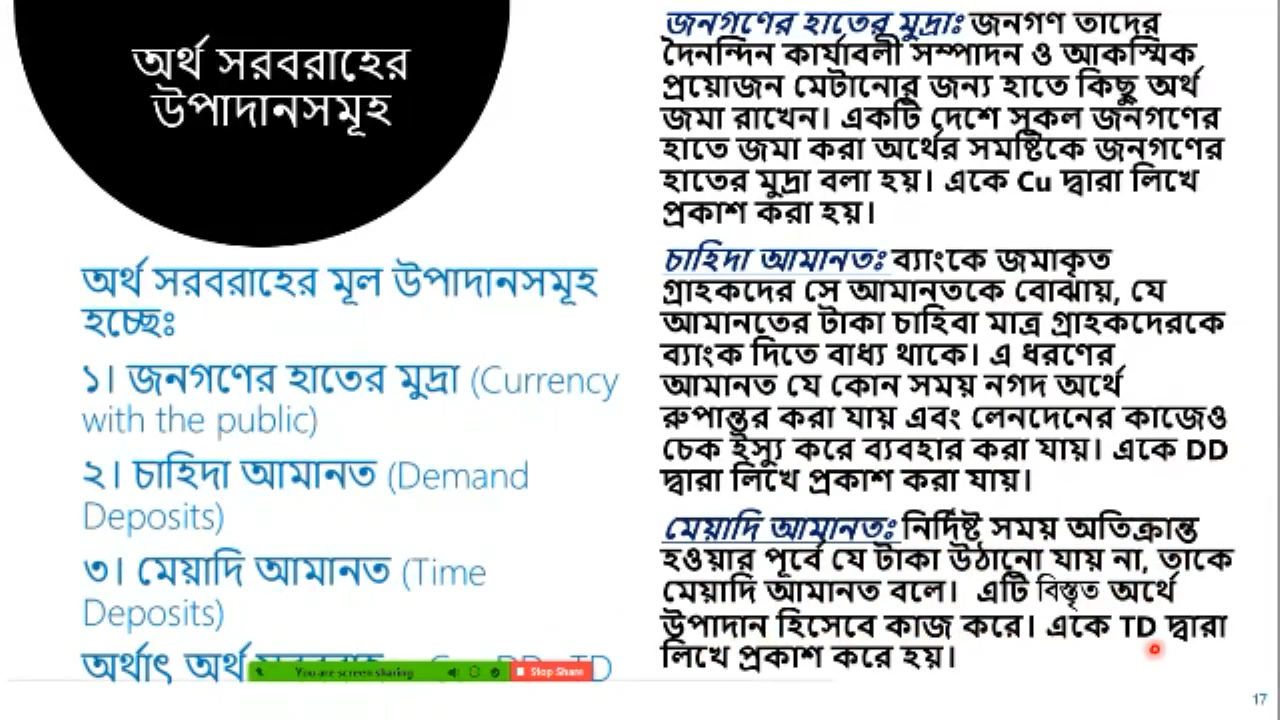 অর্থ সরবরাহের
উপাদানসমূহ
অর্থ সরবরাহের মূল উপাদানসমূহ
হচ্ছেঃ
১। জনগণের হাতের মুদ্রা (Currency
with the public)
২। চাহিদা আমানত (Demand
Deposits)
৩। মেয়াদি আমানত (Time
Deposits)
অর্থাৎ অর্থ
You are screen sharing
Stop Share
জনগণের হাতের মুদ্রাঃ জনগণ তাদের
দৈনন্দিন কার্যাবলী সম্পাদন ও আকস্মিক
প্রয়োজন মেটানোর জন্য হাতে কিছু অর্থ
জমা রাখেন। একটি দেশে সকল জনগণের
হাতে জমা করা অর্থের সমষ্টিকে জনগণের
হাতের মুদ্রা বলা হয়। একে Cu দ্বারা লিখে
প্রকাশ করা হয়।
চাহিদা আমানতঃ ব্যাংকে জমাকৃত
গ্রাহকদের সে আমানতকে বোঝায়, যে
আমানতের টাকা চাহিবা মাত্র গ্রাহকদেরকে
ব্যাংক দিতে বাধ্য থাকে। এ ধরণের
আমানত যে কোন সময় নগদ অর্থে
রুপান্তর করা যায় এবং লেনদেনের কাজেও
চেক ইস্যু করে ব্যবহার করা যায়। একে DD
দ্বারা লিখে প্রকাশ করা যায়।
মেয়াদি আমানতঃ নির্দিষ্ট সময় অতিক্রান্ত
হওয়ার পূর্বে যে টাকা উঠানো যায় না, তাকে
মেয়াদি আমানত বলে। এটি বিস্তৃত অর্থে
উপাদান হিসেবে কাজ করে। একে TD দ্বারা
লিখে প্রকাশ করে হয়।
17